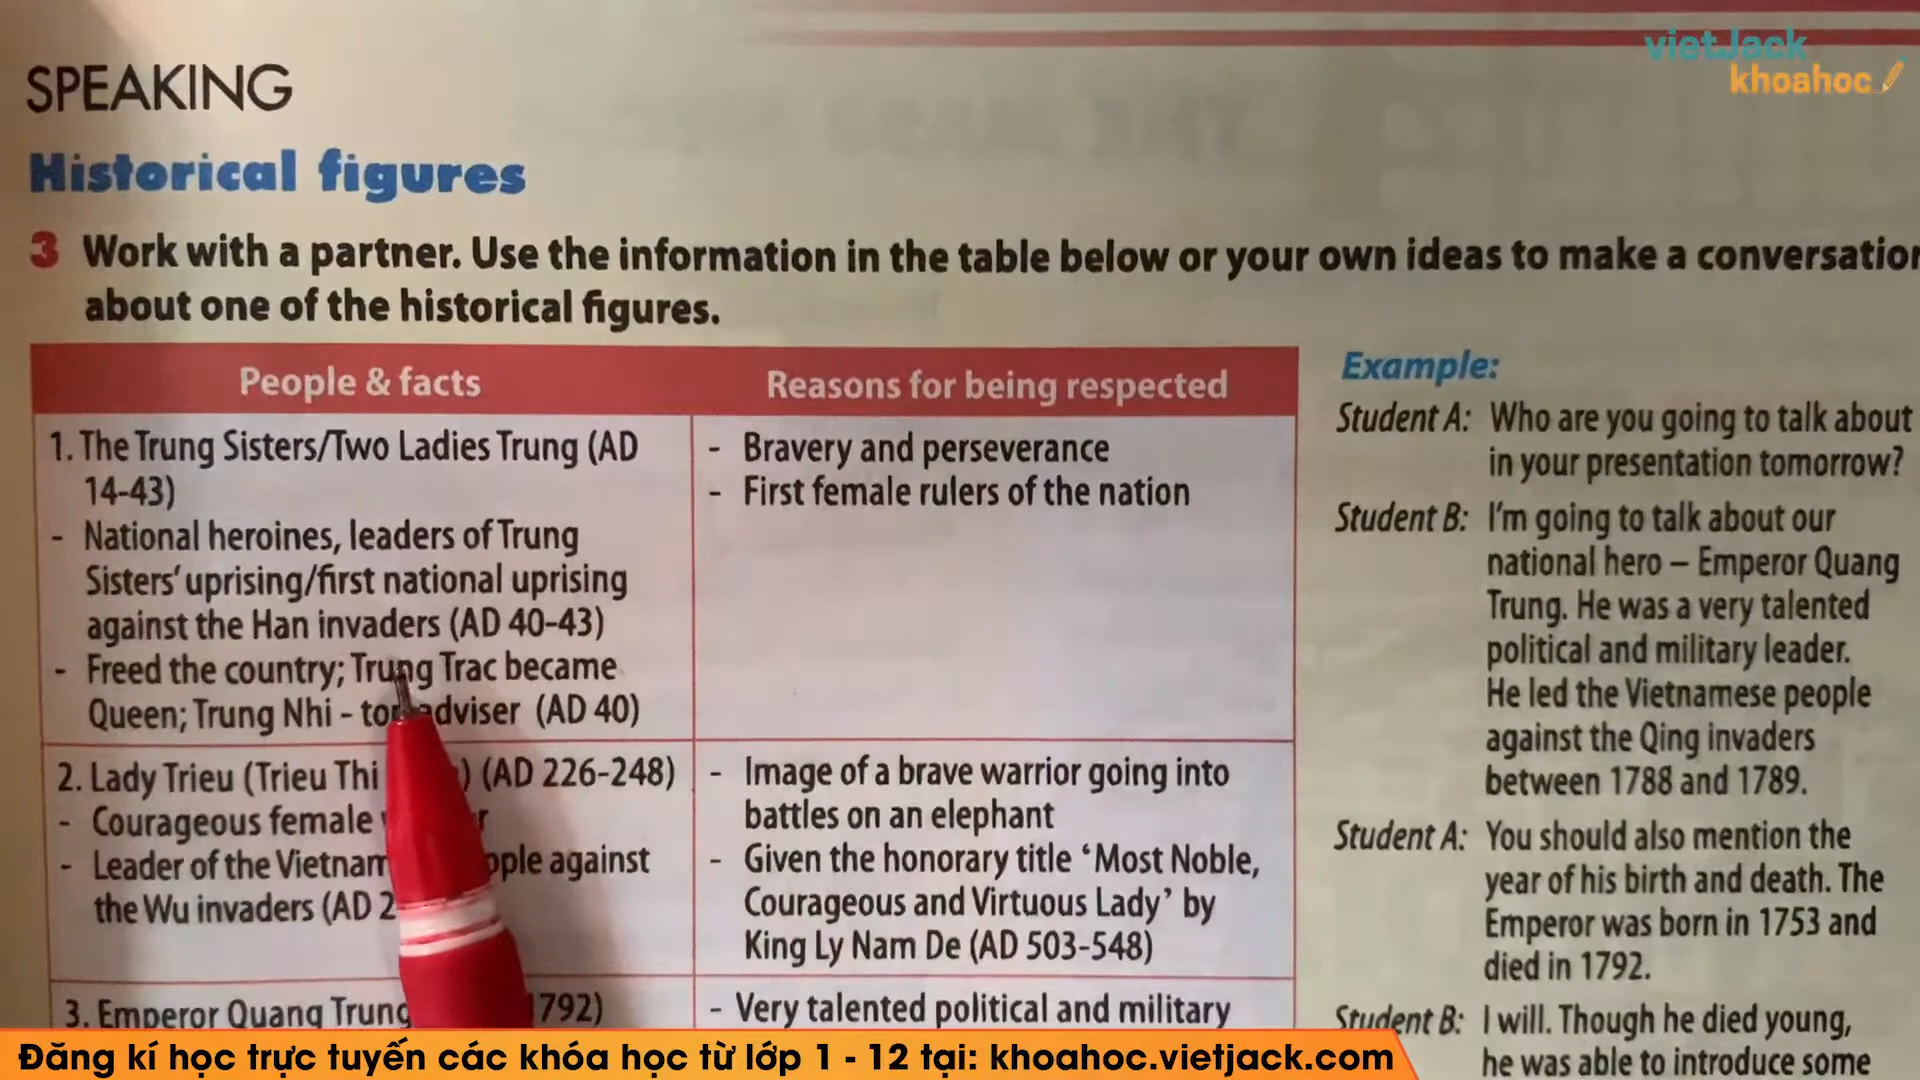 vietJack
khoahoc
SPEAKING
Historical figures
3 Work with a partner. Use the information in the table below or your own ideas to make a conversation
about one of the historical figures.
People & facts
1. The Trung Sisters/Two Ladies Trung (AD
14-43)
- National heroines, leaders of Trung
Sisters' uprising/first national uprising
against the Han invaders (AD 40-43)
- Freed the country; Trung Trac became
Queen; Trung Nhi - top adviser (AD 40)
Reasons for being respected
- Bravery and perseverance
- First female rulers of the nation
2. Lady Trieu (Trieu Thi ) (AD 226-248)
- Courageous female
- Leader of the against
the Wu invaders (AD
- Image of a brave warrior going into
battles on an elephant
- Given the honorary title 'Most Noble,
Courageous and Virtuous Lady' by
King Ly Nam De (AD 503-548)
3. Emperor Quang Trung 1792)
- Very talented political and military
Example:
Student A: Who are you going to talk about
in your presentation tomorrow?
Student B: I'm going to talk about our
national hero – Emperor Quang
Trung. He was a very talented
political and military leader.
He led the Vietnamese people
against the Qing invaders
between 1788 and 1789.
Student A: You should also mention the
year of his birth and death. The
Emperor was born in 1753 and
died in 1792.
Student B: I will. Though he died young,
he was able to introduce some
Đăng kí học trực tuyến các khóa học từ lớp 1 - 12 tại: khoahoc.vietjack.com